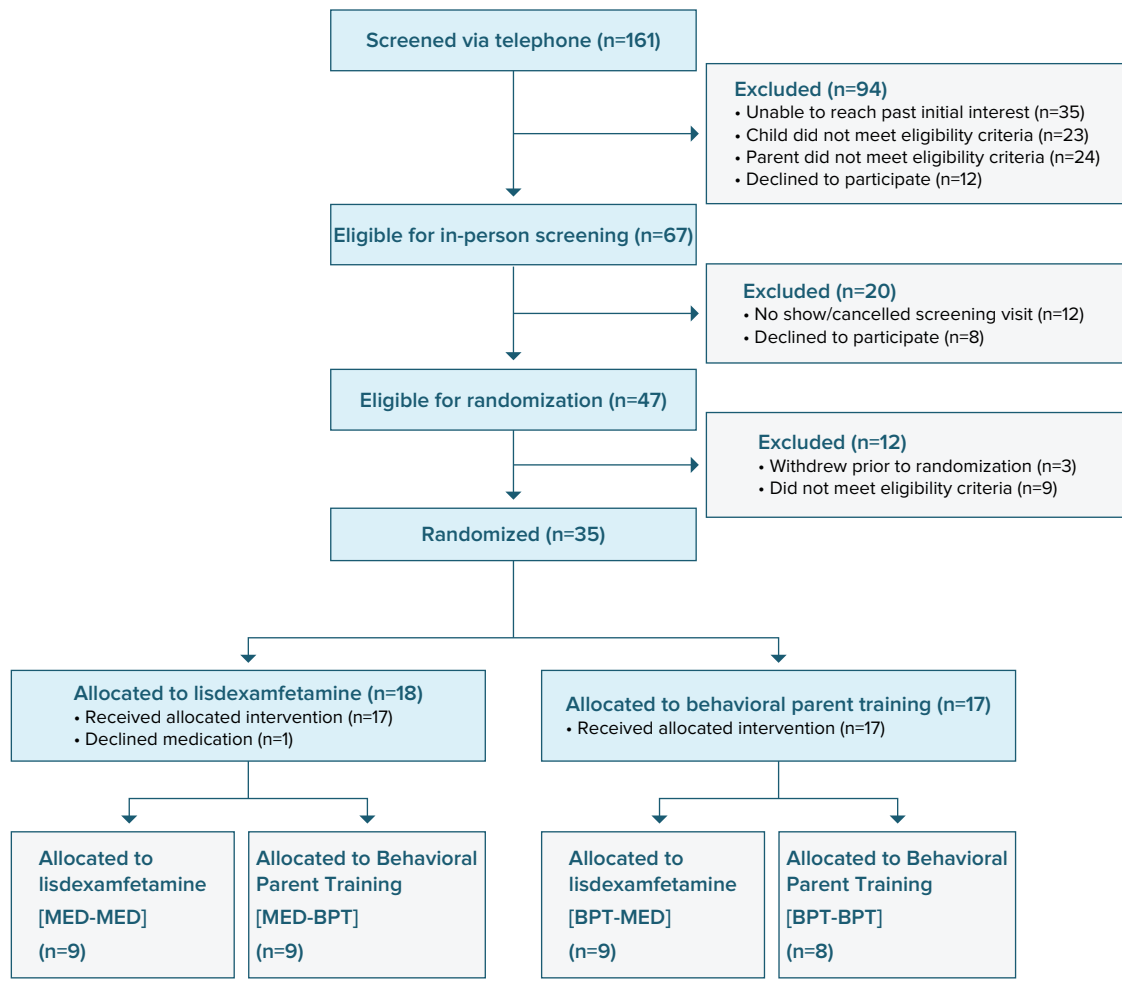 Screened via telephone (n=161)
Excluded (n=94)
• Unable to reach past initial interest (n=35)
• Child did not meet eligibility criteria (n=23)
• Parent did not meet eligibility criteria (n=24)
• Declined to participate (n=12)
Eligible for in-person screening (n=67)
Excluded (n=20)
• No show/cancelled screening visit (n=12)
• Declined to participate (n=8)
Eligible for randomization (n=47)
Excluded (n=12)
• Withdrew prior to randomization (n=3)
• Did not meet eligibility criteria (n=9)
Randomized (n=35)
Allocated to lisdexamfetamine (n=18)
• Received allocated intervention (n=17)
• Declined medication (n=1)
Allocated to behavioral parent training (n=17)
• Received allocated intervention (n=17)
Allocated to
lisdexamfetamine
[MED-MED]
(n=9)
Allocated to Behavioral
Parent Training
[MED-BPT]
(n=9)
Allocated to
lisdexamfetamine
[BPT-MED]
(n=9)
Allocated to Behavioral
Parent Training
[BPT-BPT]
(n=8)